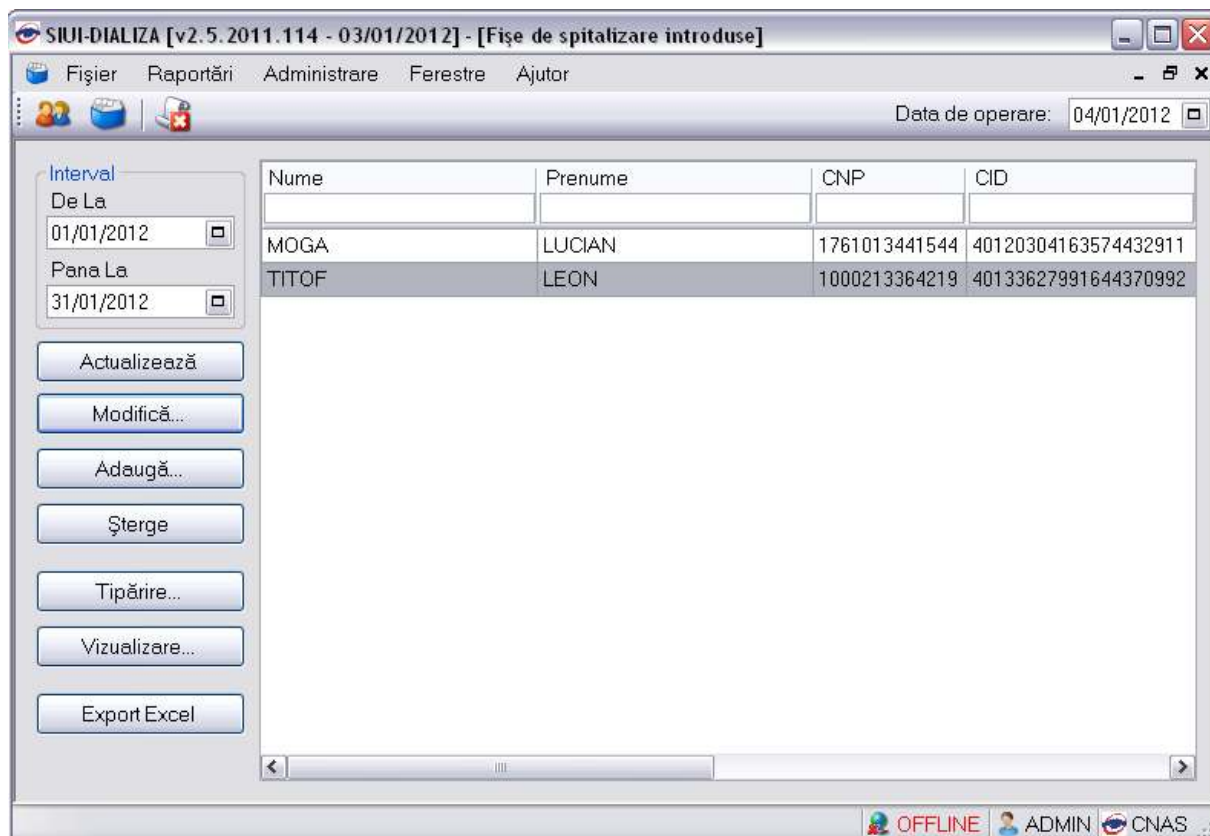 SIUI-DIALIZA [v2.5.2011.114 - 03/01/2012] - [Fişe de spitalizare introduse]
Fişier Raportări Administrare Ferestre Ajutor
Data de operare: 04/01/2012
Interval
De La
01/01/2012
Pana La
31/01/2012
Actualizează
Modifică...
Adaugă...
Şterge
Tipărire...
Vizualizare...
Export Excel
Nume Prenume CNP CID
MOGA LUCIAN 1761013441544 40120304163574432911
TITOF LEON 1000213364219 40133627991644370992
OFFLINE ADMIN CNAS